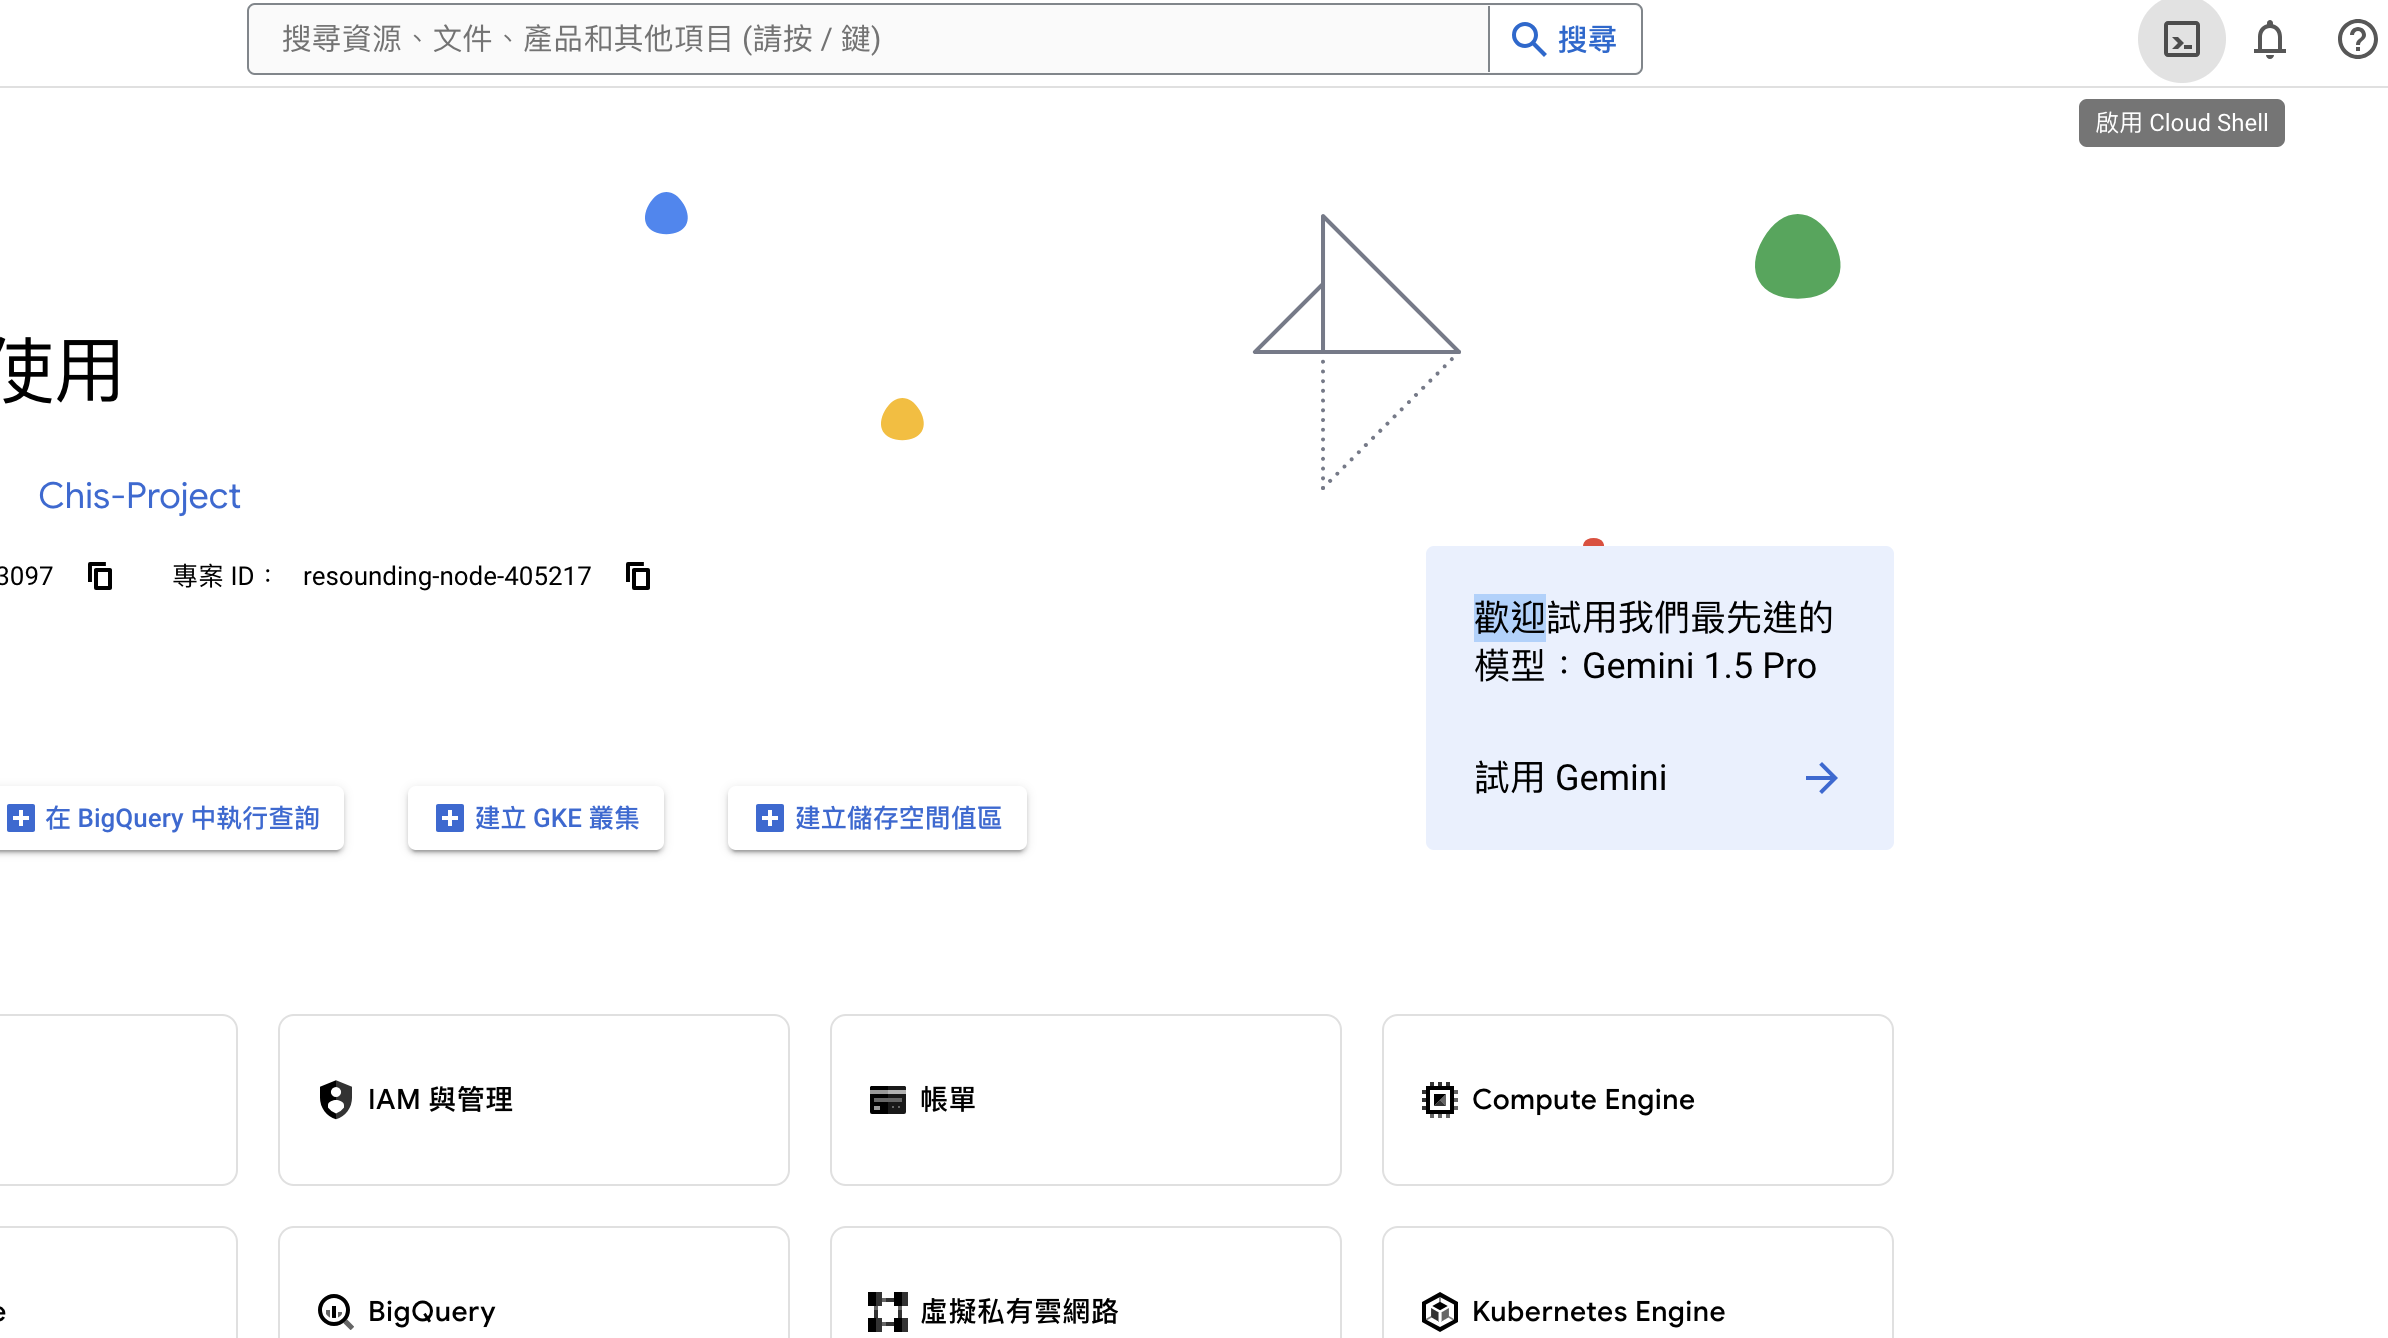 搜尋資源、文件、產品和其他項目 (請按 / 鍵)
搜尋
啟用 Cloud Shell
使用
Chis-Project
3097
專案 ID：
resounding-node-405217
歡迎試用我們最先進的
模型：Gemini 1.5 Pro
試用 Gemini
在 BigQuery 中執行查詢
建立 GKE 叢集
建立儲存空間值區
IAM 與管理
帳單
Compute Engine
e
BigQuery
虛擬私有雲網路
Kubernetes Engine